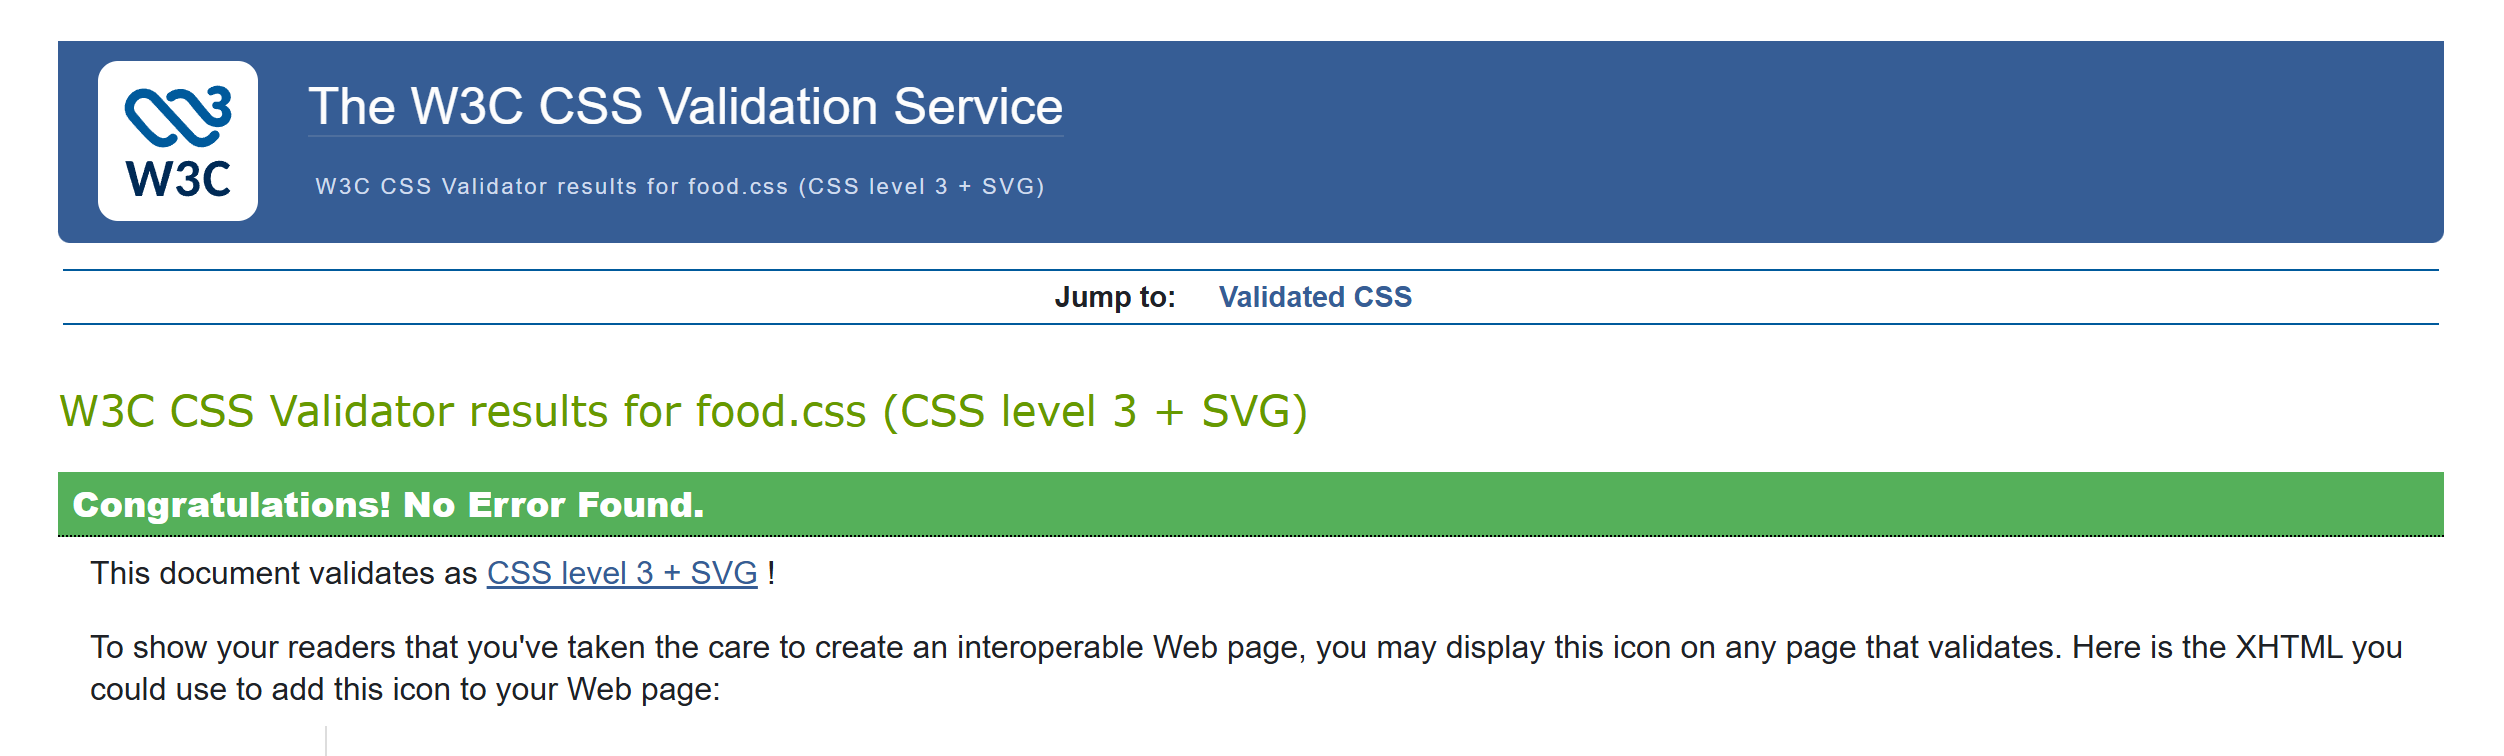 The W3C CSS Validation Service
W3C
W3C CSS Validator results for food.css (CSS level 3 + SVG)
Jump to: Validated CSS
W3C CSS Validator results for food.css (CSS level 3 + SVG)
Congratulations! No Error Found.
This document validates as CSS level 3 + SVG !
To show your readers that you've taken the care to create an interoperable Web page, you may display this icon on any page that validates. Here is the XHTML you
could use to add this icon to your Web page: